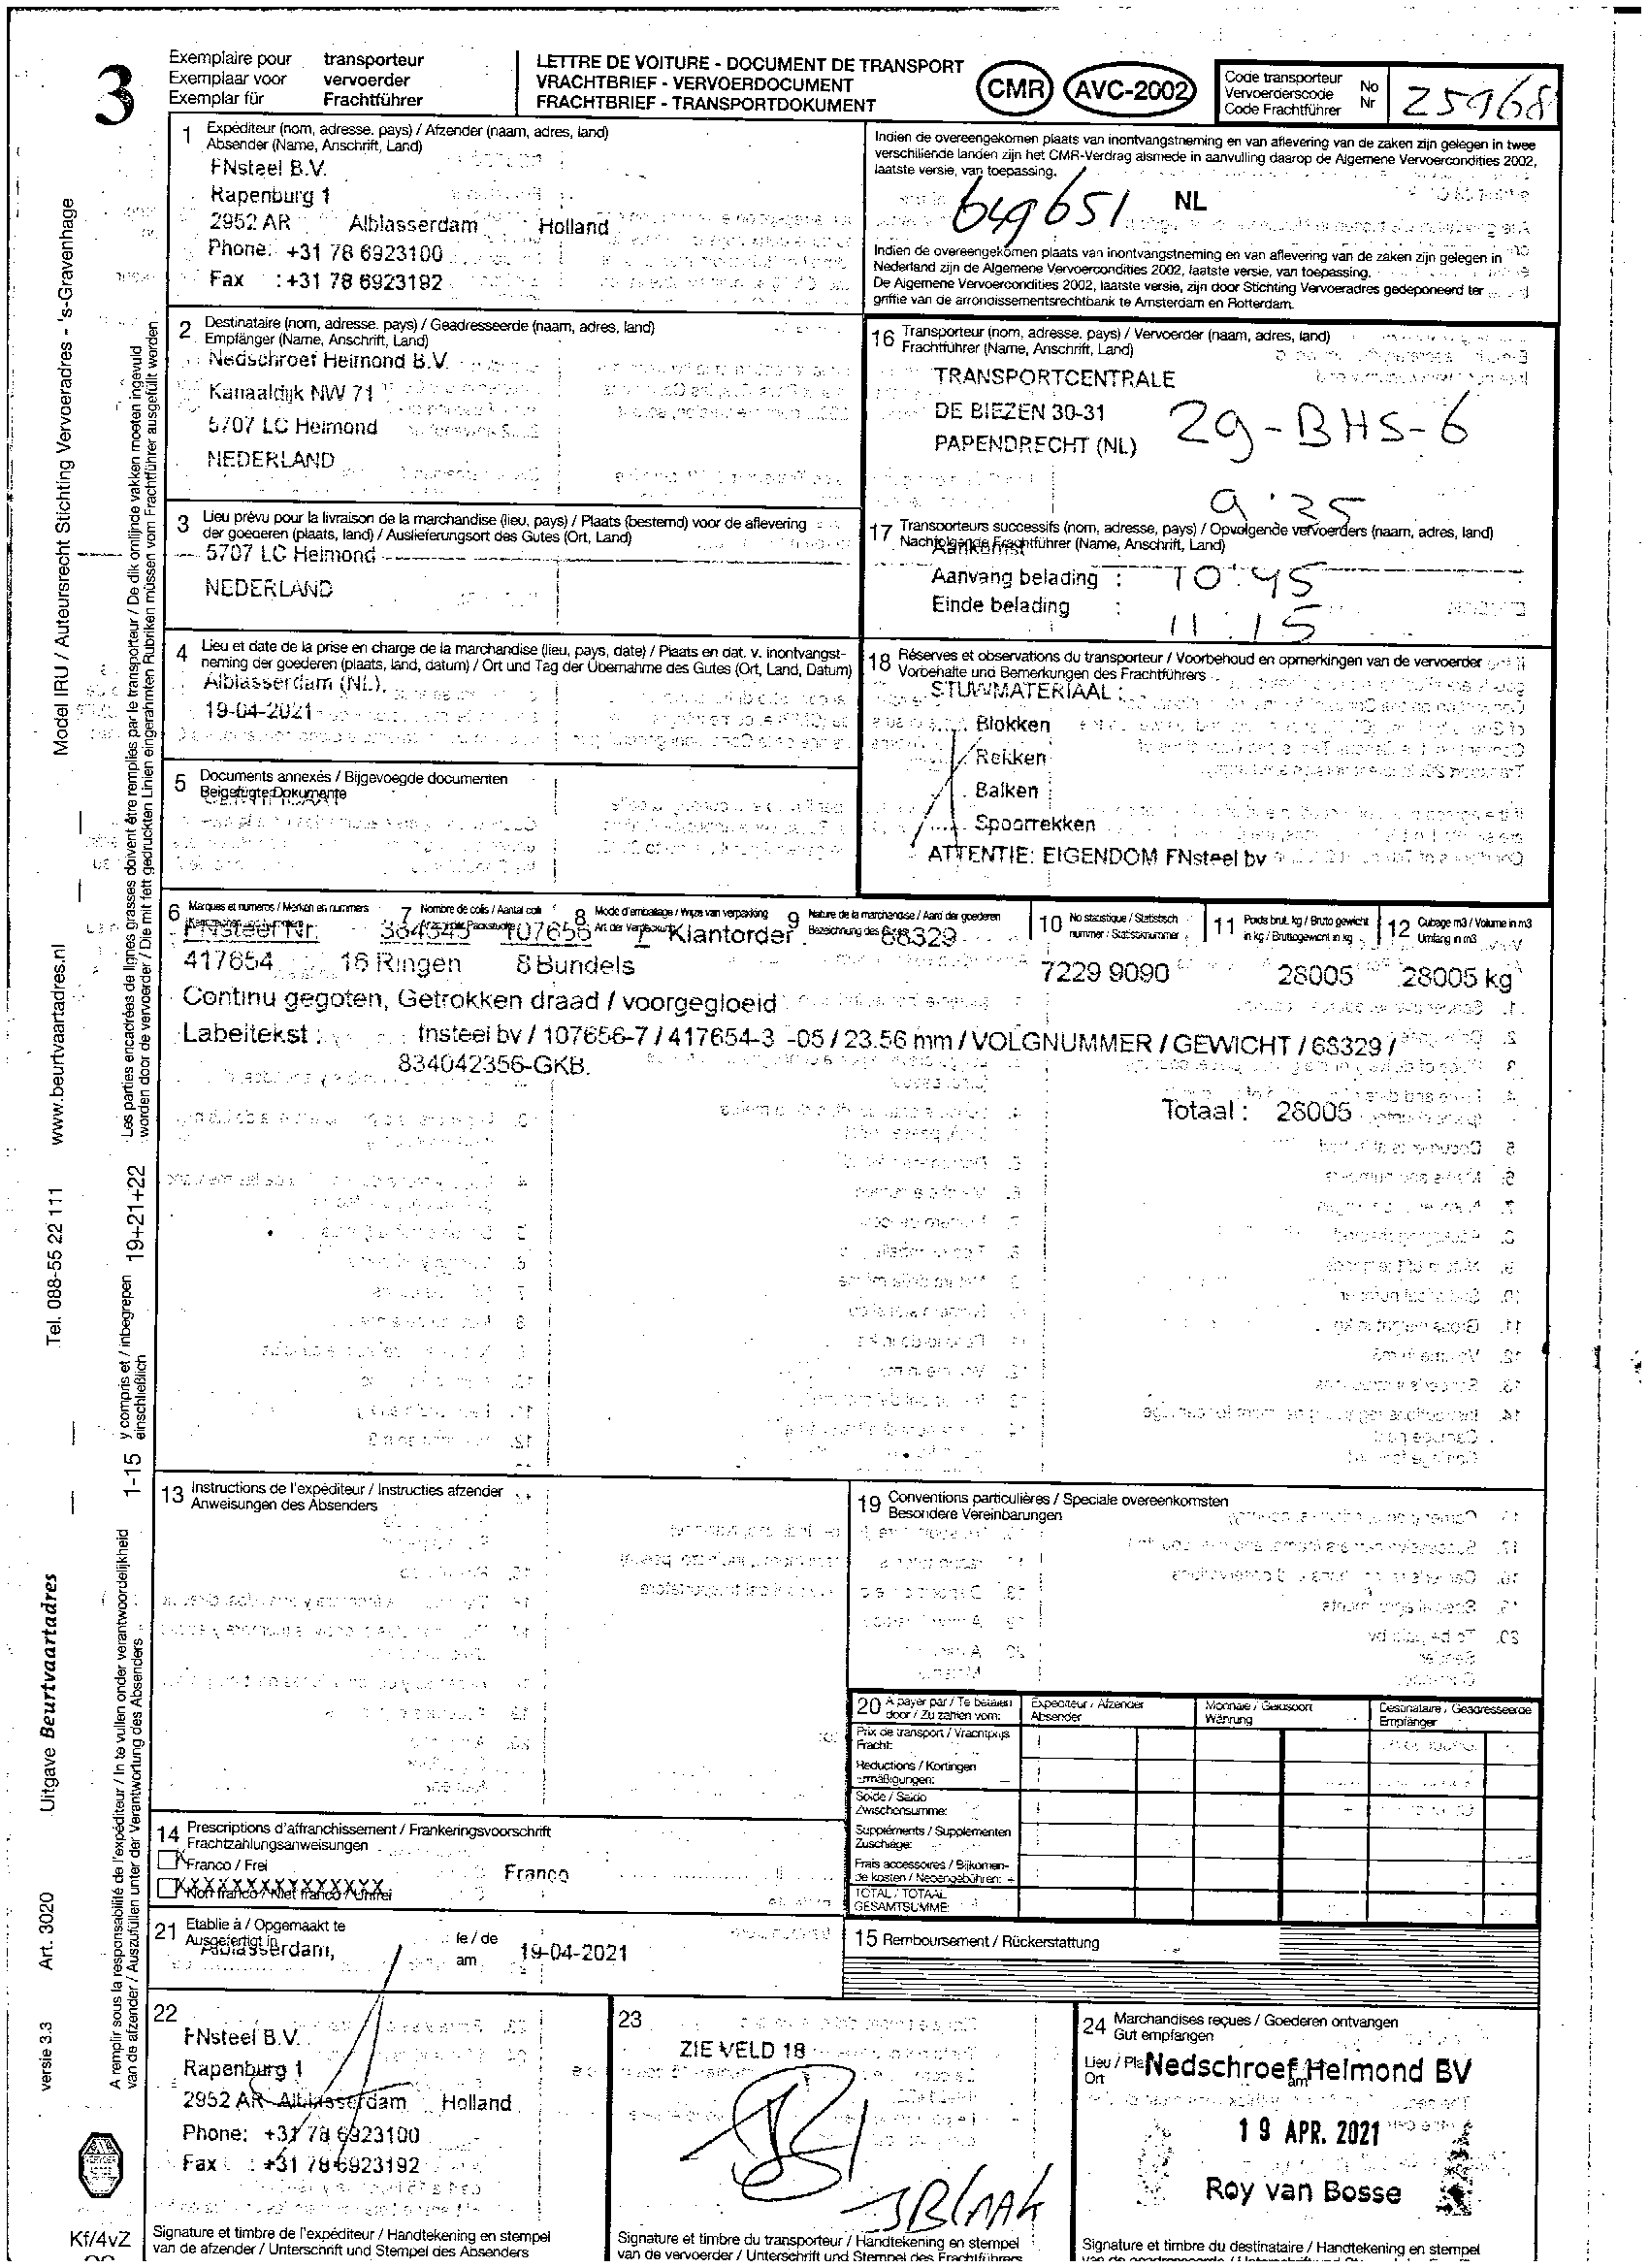 3
Exemplaire pour transporteur
Exemplaar voor vervoerder
Exemplar für Frachtführer
LETTRE DE VOITURE - DOCUMENT DE TRANSPORT
VRACHTBRIEF - VERVOERDOCUMENT
FRACHTBRIEF - TRANSPORTDOKUMENT
CMR
AVC-2002
Code transporteur
Vervoerderscode
Code Frachtführer
No
Nr
25968
1 Expéditeur (nom, adresse, pays) / Afzender (naam, adres, land)
Absender (Name, Anschrift, Land)
FNsteel B.V.
Rapenburg 1
2952 AR Alblasserdam Holland
Phone: +31 78 6923100
Fax : +31 78 6923192
Indien de overeengekomen plaats van inontvangstneming en van aflevering van de zaken zijn gelegen in twee
verschillende landen zijn het CMR-Verdrag alsmede in aanvulling daarop de Algemene Vervoercondities 2002,
laatste versie, van toepassing.
649651 NL
Indien de overeengekomen plaats van inontvangstneming en van aflevering van de zaken zijn gelegen in
Nederland zijn de Algemene Vervoercondities 2002, laatste versie, van toepassing.
De Algemene Vervoercondities 2002, laatste versie, zijn door Stichting Vervoeradres gedeponeerd ter
griffie van de arrondissementsrechtbank te Amsterdam en Rotterdam.
2 Destinataire (nom, adresse, pays) / Geadresseerde (naam, adres, land)
Empfänger (Name, Anschrift, Land)
Nedschroef Helmond B.V.
Kanaaldijk NW 71
5707 LC Helmond
NEDERLAND
16 Transporteur (nom, adresse, pays) / Vervoerder (naam, adres, land)
Frachtführer (Name, Anschrift, Land)
TRANSPORTCENTRALE
DE BIEZEN 30-31
PAPENDRECHT (NL)
29-BHS-6
3 Lieu prévu pour la livraison de la marchandise (lieu, pays) / Plaats (bestemd) voor de aflevering
der goederen (plaats, land) / Auslieferungsort des Gutes (Ort, Land)
5707 LC Helmond
NEDERLAND
9:35
17 Transporteurs successifs (nom, adresse, pays) / Opvolgende vervoerders (naam, adres, land)
Nachfolgende Frachtführer (Name, Anschrift, Land)
Aankomst
Aanvang belading : 10:45
Einde belading : 11:15
4 Lieu et date de la prise en charge de la marchandise (lieu, pays, date) / Plaats en dat. v. inontvangst-
neming der goederen (plaats, land, datum) / Ort und Tag der Übernahme des Gutes (Ort, Land, Datum)
Alblasserdam (NL),
19-04-2021
18 Réserves et observations du transporteur / Voorbehoud en opmerkingen van de vervoerder
Vorbehalte und Bemerkungen des Frachtführers
STUWMATERIAAL :
Blokken
Rekken
Balken
Spoorrekken
ATTENTIE: EIGENDOM FNsteel bv
5 Documents annexés / Bijgevoegde documenten
Beigefügte Dokumente
6 Marques et numeros / Merken en nummers
7 Nombre de colis / Aantal colli
8 Mode d'emballage / Wijze van verpakking
9 Nature de la marchandise / Aard der goederen
10 No statistique / Statistisch
nummer / Statistiknummer
11 Poids brut, kg / Bruto gewicht
in kg / Bruttogewicht in kg
12 Cubage m3 / Volume in m3
Umfang in m3
FNsteel Nr. 384345 107656 7 Klantorder 68329
417654 16 Ringen 8 Bundels 7229 9090 28005 28005 kg
Continu gegoten, Getrokken draad / voorgegloeid
Labeltekst : fnsteel bv / 107656-7 / 417654-3 -05 / 23.56 mm / VOLGNUMMER / GEWICHT / 68329 /
834042356-GKB.
Totaal : 28005
13 Instructions de l'expéditeur / Instructies afzender
Anweisungen des Absenders
19 Conventions particulières / Speciale overeenkomsten
Besondere Vereinbarungen
20 A payer par / Te betalen
door / Zu zahlen vom:
Expéditeur / Afzender
Absender
Monnaie / Geldsoort
Währung
Destinataire / Geadresseerde
Empfänger
Prix de transport / Vrachtprijs
Fracht:
Reductions / Kortingen
Ermäßigungen:
Solde / Saldo
Zwischensumme:
Suppléments / Supplementen
Zuschläge:
Frais accessoires / Bijkomen-
de kosten / Nebengebühren: +
TOTAL / TOTAAL
GESAMTSUMME:
14 Prescriptions d'affranchissement / Frankeringsvoorschrift
Frachtzahlungsanweisungen
Franco / Frei
Franco
Non franco / Niet franco / Unfrei
21 Etablie à / Opgemaakt te
Ausgefertigt in
Alblasserdam,
le / de
am
19-04-2021
15 Remboursement / Rückerstattung
22
FNsteel B.V.
Rapenburg 1
2952 AR Alblasserdam Holland
Phone: +31 78 6923100
Fax : +31 78 6923192
Signature et timbre de l'expéditeur / Handtekening en stempel
van de afzender / Unterschrift und Stempel des Absenders
23
ZIE VELD 18
JBlaak
Signature et timbre du transporteur / Handtekening en stempel
van de vervoerder / Unterschrift und Stempel des Frachtführers
24 Marchandises reçues / Goederen ontvangen
Gut empfangen
Lieu /
Ort
am
Nedschroef Helmond BV
19 APR. 2021
Roy van Bosse
Signature et timbre du destinataire / Handtekening en stempel
Model IRU / Auteursrecht Stichting Vervoeradres - 's-Gravenhage
www.beurtvaartadres.nl
Tel. 088-55 22 111
Uitgave Beurtvaartadres
Art. 3020
versie 3.3
Les parties encadrées de lignes grasses doivent être remplies par le transporteur / De dik omlijnde vakken moeten ingevuld
worden door de vervoerder / Die mit fett gedruckten Linien eingerahmten Rubriken müssen vom Frachtführer ausgefüllt worden
1-15 y compris et / inbegrepen 19+21+22
einschließlich
A remplir sous la responsabilité de l'expéditeur / In te vullen onder verantwoordelijkheid
van de afzender / Auszufüllen unter der Verantwortung des Absenders
Kf/4vZ